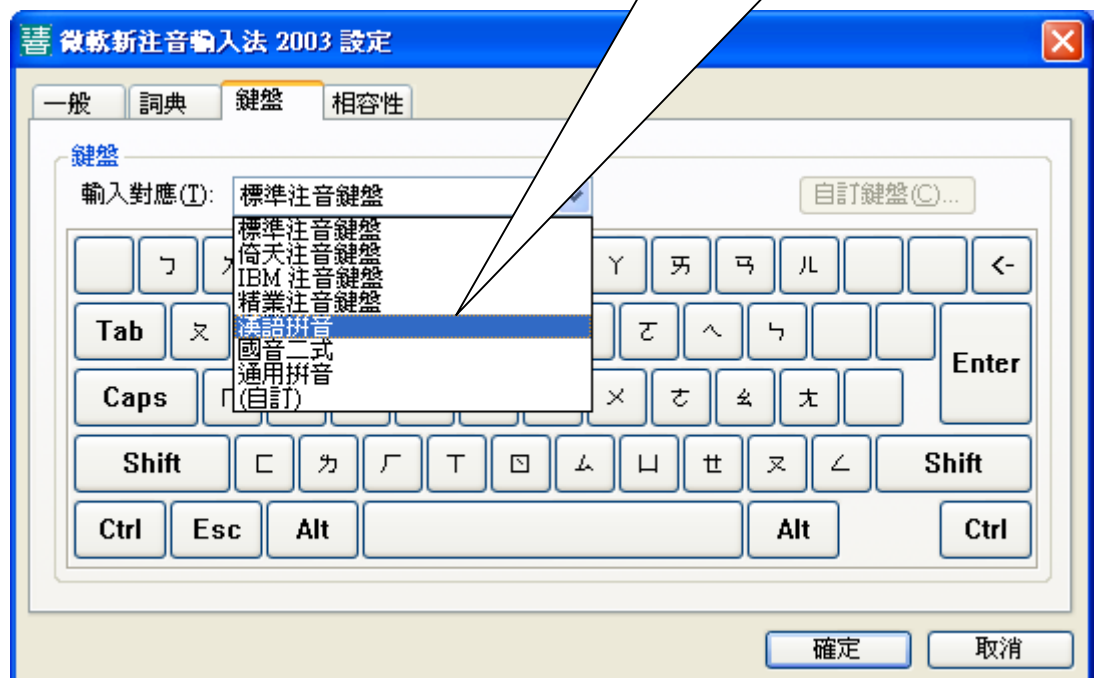 微軟新注音輸入法 2003 設定
一般 詞典 鍵盤 相容性
鍵盤
輸入對應(T): 標準注音鍵盤 自訂鍵盤(C)...
標準注音鍵盤
倚天注音鍵盤
IBM 注音鍵盤
精業注音鍵盤
漢語拼音
國音二式
通用拼音
(自訂)
ㄅ ㄚ ㄞ ㄢ ㄦ <-
Tab ㄆ ㄛ ㄟ ㄣ Enter
Caps ㄇ ㄨ ㄜ ㄠ ㄤ
Shift ㄈ ㄌ ㄏ ㄒ ㄖ ㄙ ㄩ ㄝ ㄡ ㄥ Shift
Ctrl Esc Alt Alt Ctrl
確定 取消